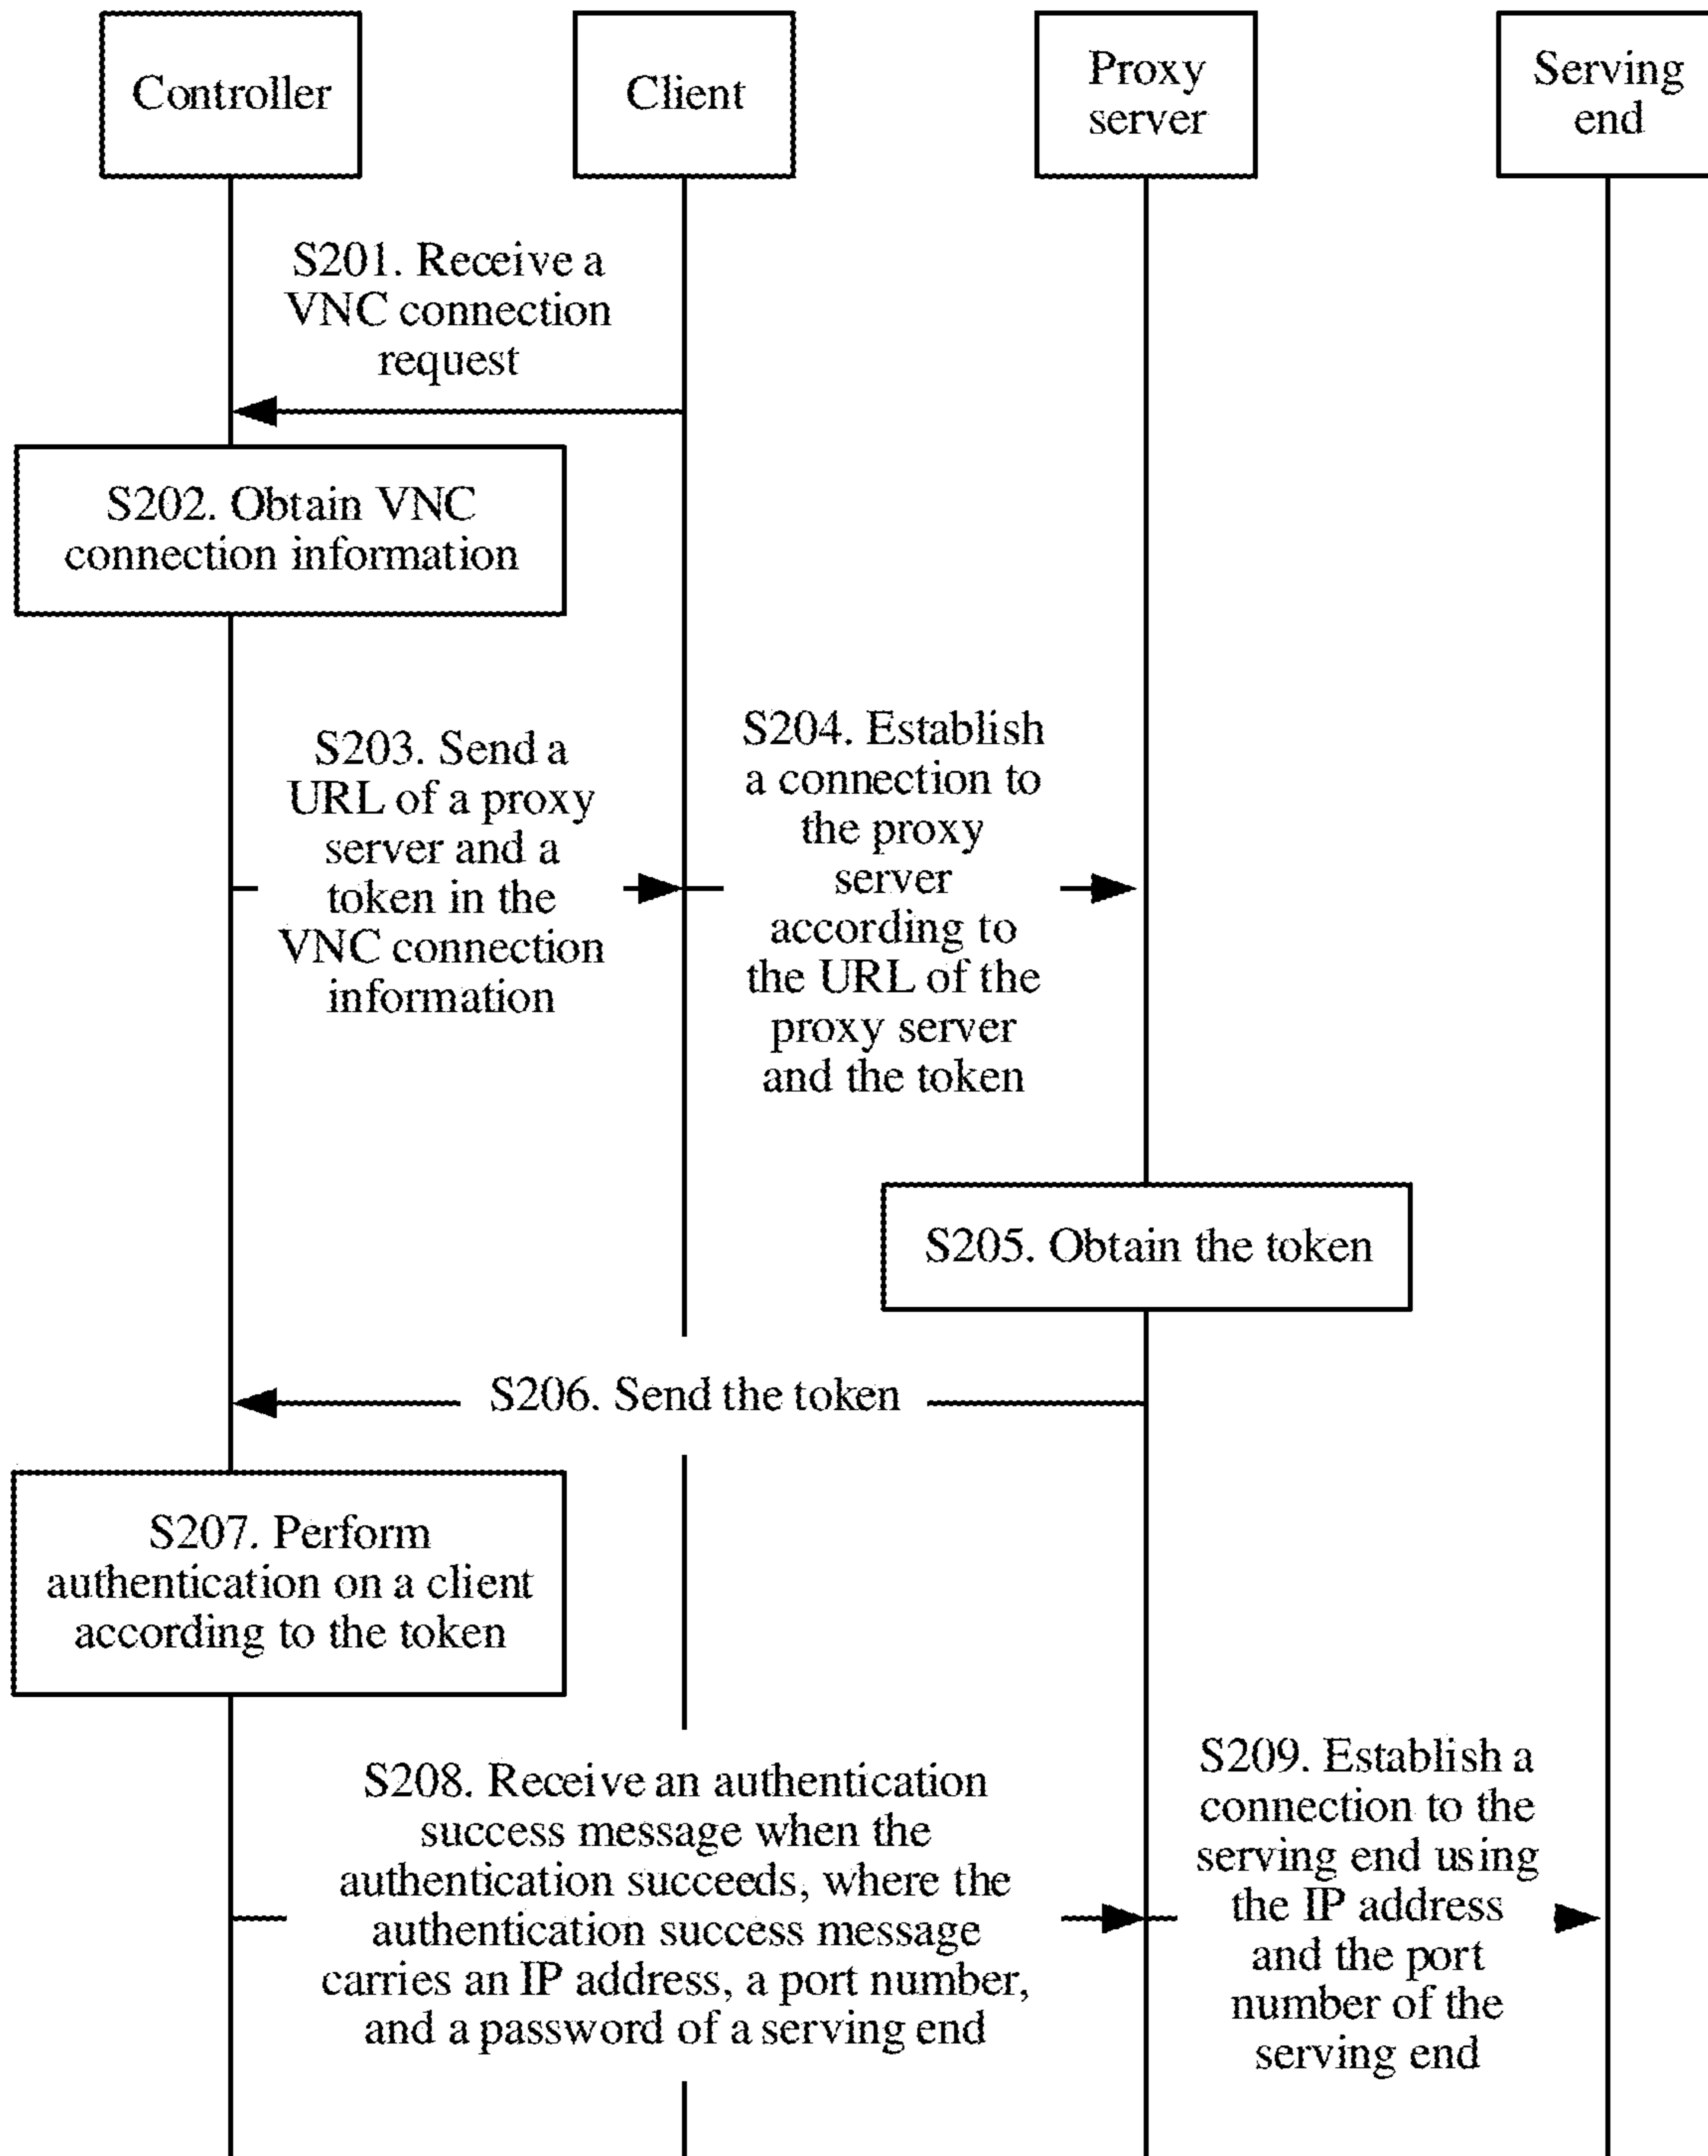 Controller
Client
Proxy
server
Serving
end
S201. Receive a
VNC connection
request
S202. Obtain VNC
connection information
S203. Send a
URL of a proxy
server and a
token in the
VNC connection
information
S204. Establish
a connection to
the proxy
server
according to
the URL of the
proxy server
and the token
S205. Obtain the token
S206. Send the token
S207. Perform
authentication on a client
according to the token
S208. Receive an authentication
success message when the
authentication succeeds, where the
authentication success message
carries an IP address, a port number,
and a password of a serving end
S209. Establish a
connection to the
serving end using
the IP address
and the port
number of the
serving end